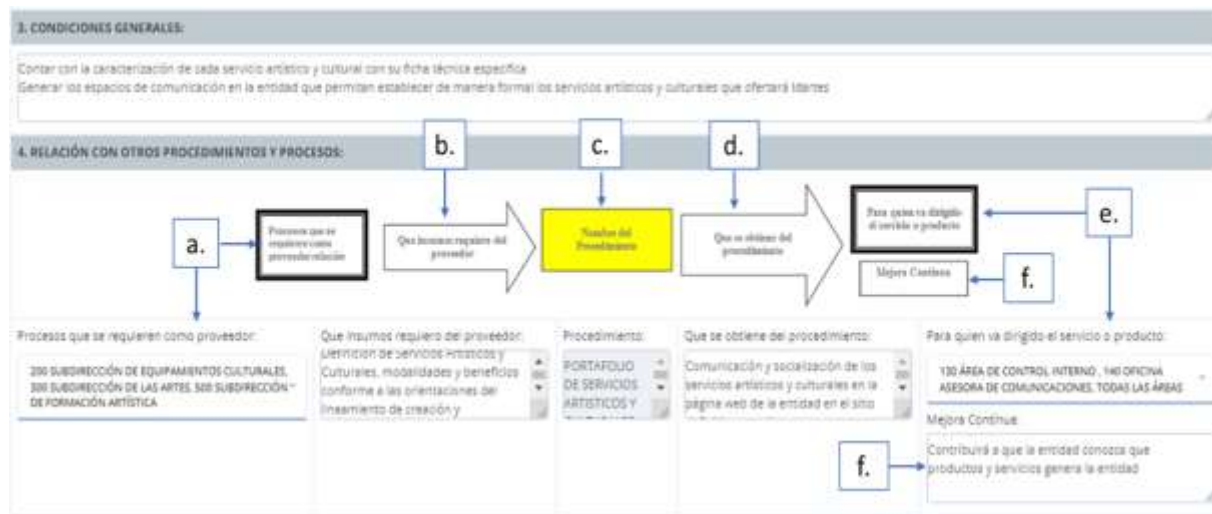 3. CONDICIONES GENERALES:
Contar con la caracterización de cada servicio artístico y cultural con su ficha técnica específica
Generar los espacios de comunicación en la entidad que permitan establecer de manera formal los servicios artísticos y culturales que ofertará Idartes
4. RELACIÓN CON OTROS PROCEDIMIENTOS Y PROCESOS:
b.
c.
d.
a.
Procesos que se
requieren como
proveedor/relación
Que insumos requiero del
proveedor
Nombre del
Procedimiento
Que se obtiene del
procedimiento
Para quien va dirigido
el servicio o producto
e.
Mejora Continua
f.
Procesos que se requieren como proveedor:
200 SUBDIRECCIÓN DE EQUIPAMIENTOS CULTURALES,
300 SUBDIRECCIÓN DE LAS ARTES, 500 SUBDIRECCIÓN
DE FORMACIÓN ARTÍSTICA
Que insumos requiero del proveedor:
Definición de Servicios Artísticos y
Culturales, modalidades y beneficios
conforme a las orientaciones del
lineamiento de creación y
Procedimiento:
PORTAFOLIO
DE SERVICIOS
ARTISTICOS Y
Que se obtiene del procedimiento:
Comunicación y socialización de los
servicios artísticos y culturales en la
página web de la entidad en el sitio
Para quien va dirigido el servicio o producto:
130 ÁREA DE CONTROL INTERNO , 140 OFICINA
ASESORA DE COMUNICACIONES, TODAS LAS ÁREAS
Mejora Continue
f.
Contribuirá a que la entidad conozca que
productos y servicios genera la entidad